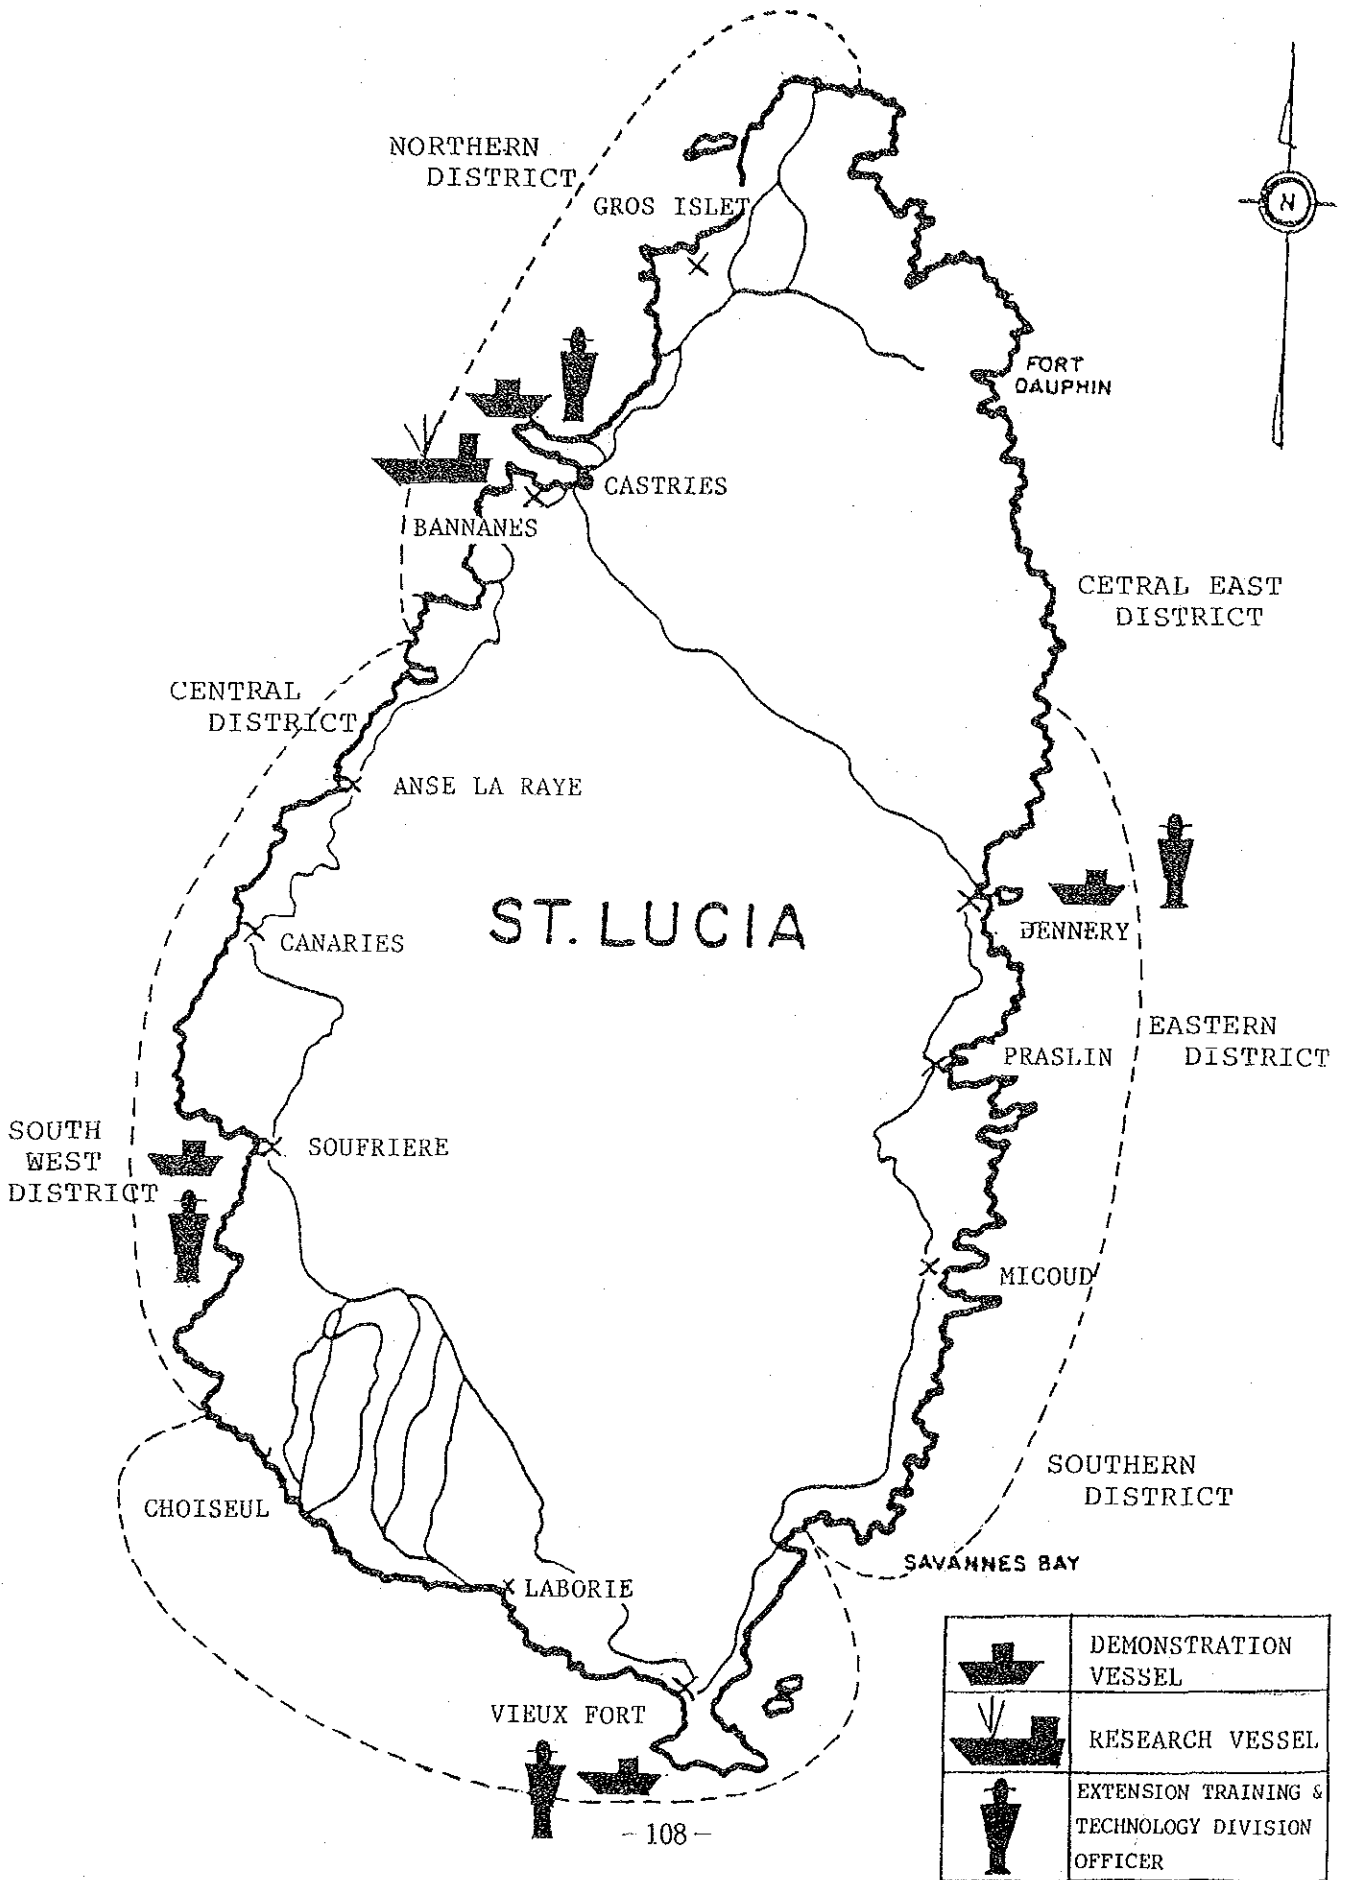 NORTHERN
DISTRICT
GROS ISLET
N
FORT
DAUPHIN
CASTRIES
BANNANES
CETRAL EAST
DISTRICT
CENTRAL
DISTRICT
ANSE LA RAYE
ST. LUCIA
CANARIES
DENNERY
EASTERN
DISTRICT
PRASLIN
SOUTH
WEST
DISTRICT
SOUFRIERE
MICOUD
SOUTHERN
DISTRICT
CHOISEUL
SAVANNES BAY
LABORIE
VIEUX FORT
DEMONSTRATION
VESSEL
RESEARCH VESSEL
EXTENSION TRAINING &
TECHNOLOGY DIVISION
OFFICER
- 108 -